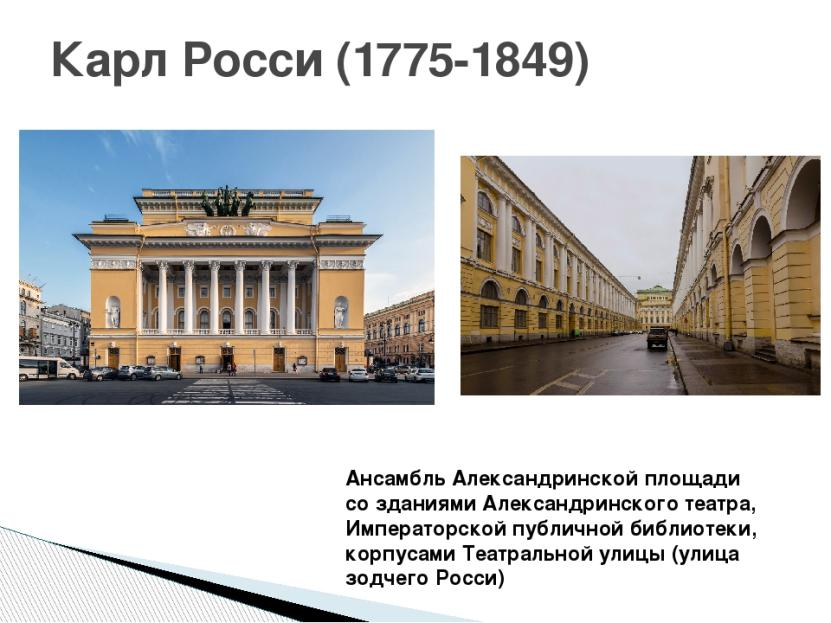 Карл Росси (1775-1849)
Ансамбль Александринской площади
со зданиями Александринского театра,
Императорской публичной библиотеки,
корпусами Театральной улицы (улица
зодчего Росси)